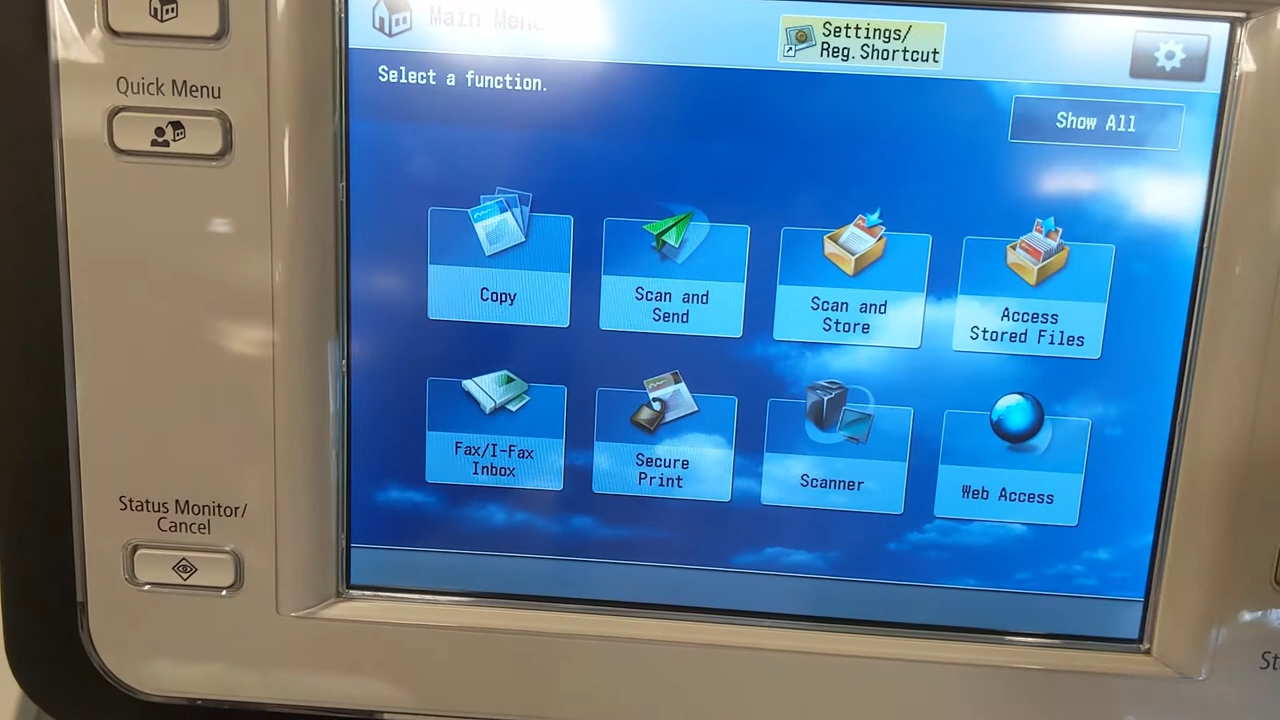 Main Menu
Settings/
Reg.Shortcut
Quick Menu
Select a function.
Show All
Copy
Scan and
Send
Scan and
Store
Access
Stored Files
Fax/I-Fax
Inbox
Secure
Print
Scanner
Web Access
Status Monitor/
Cancel